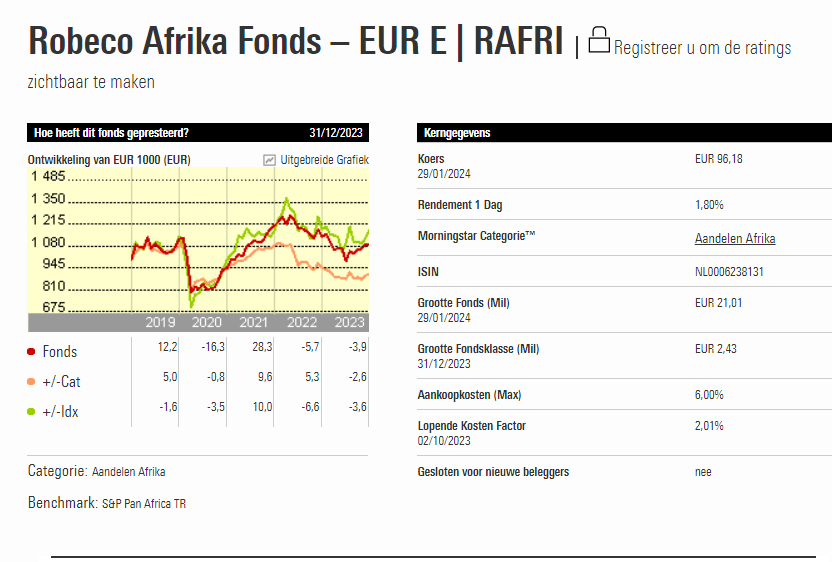 Robeco Afrika Fonds – EUR E | RAFRI | Registreer u om de ratings
zichtbaar te maken
Hoe heeft dit fonds gepresteerd? 31/12/2023
Ontwikkeling van EUR 1000 (EUR) Uitgebreide Grafiek
1 485
1 350
1 215
1 080
945
810
675
2019 2020 2021 2022 2023
Fonds 12,2 -16,3 28,3 -5,7 -3,9
+/-Cat 5,0 -0,8 9,6 5,3 -2,6
+/-Idx -1,6 -3,5 10,0 -6,6 -3,6
Categorie: Aandelen Afrika
Benchmark: S&P Pan Africa TR
Kerngegevens
Koers EUR 96,18
29/01/2024
Rendement 1 Dag 1,80%
Morningstar Categorie™ Aandelen Afrika
ISIN NL0006238131
Grootte Fonds (Mil) EUR 21,01
29/01/2024
Grootte Fondsklasse (Mil) EUR 2,43
31/12/2023
Aankoopkosten (Max) 6,00%
Lopende Kosten Factor 2,01%
02/10/2023
Gesloten voor nieuwe beleggers nee